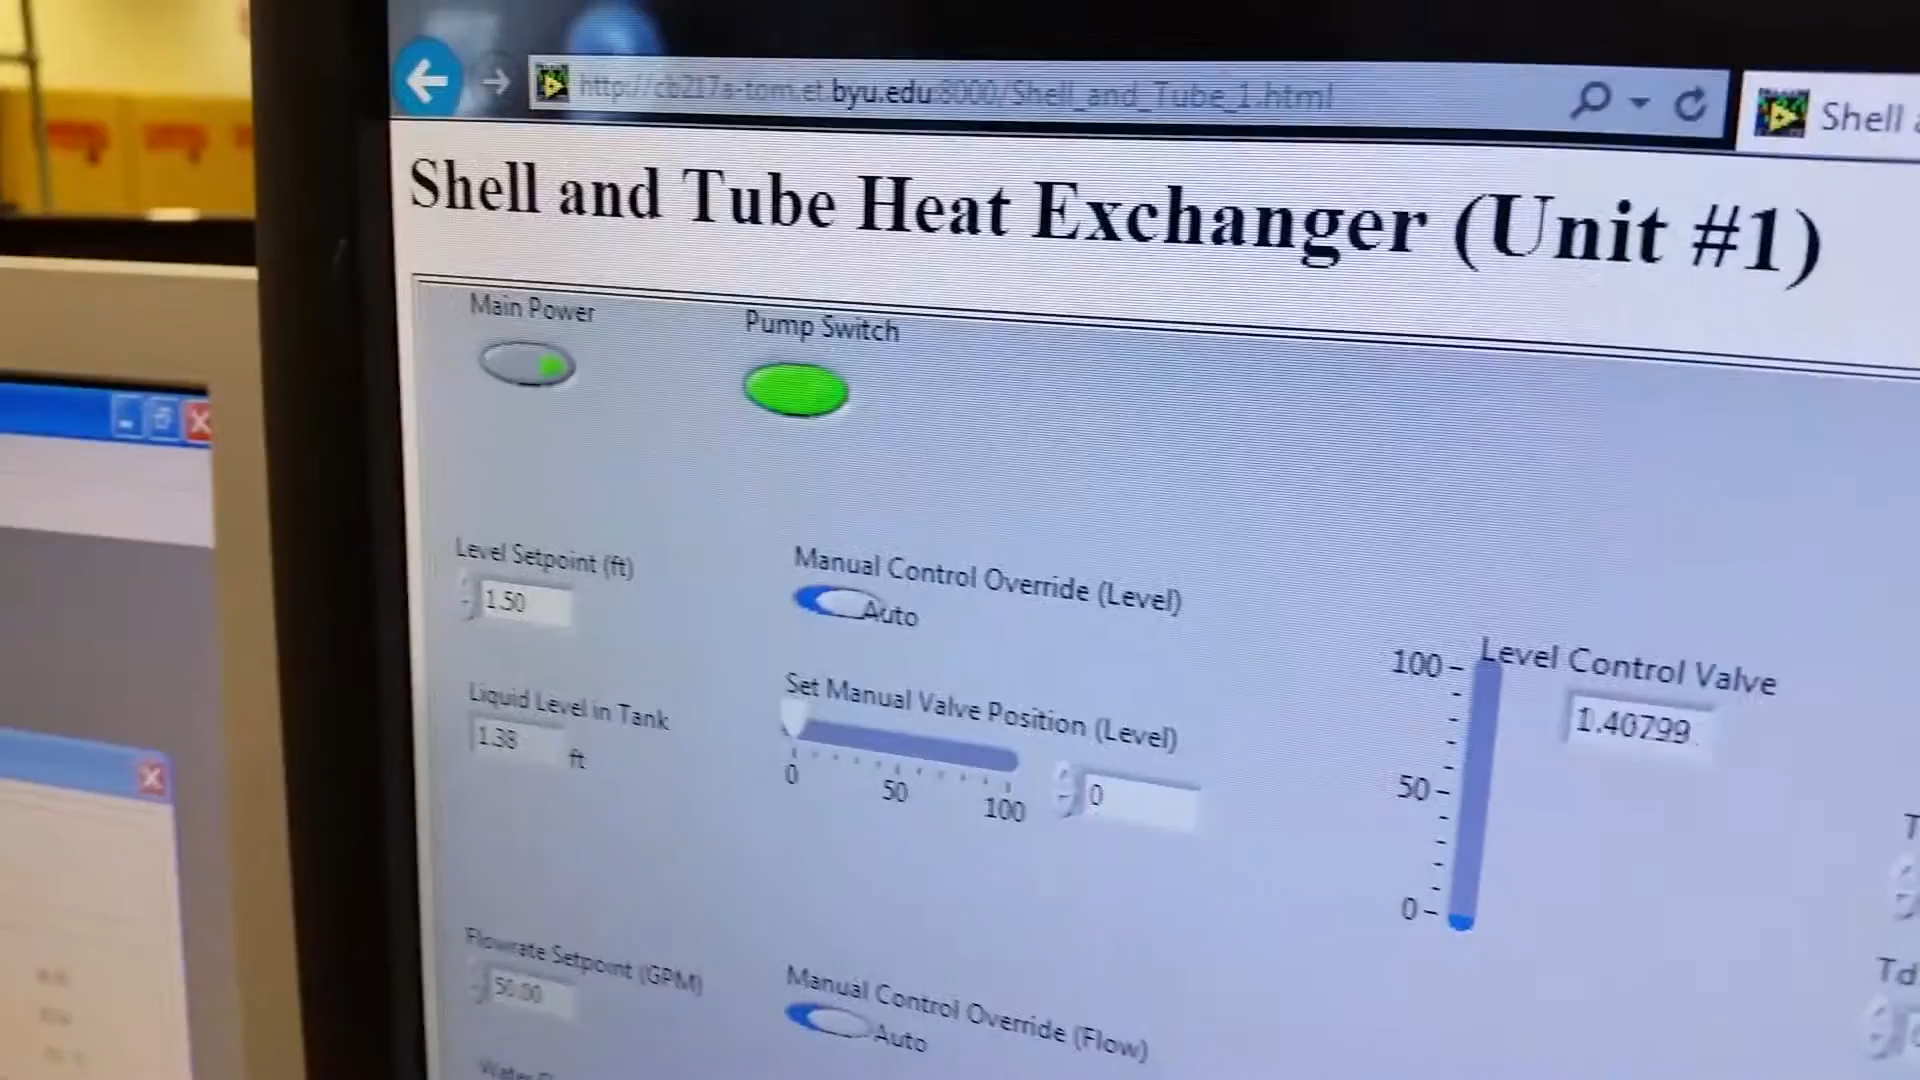 http://cb217a-tom.et.byu.edu:8000/Shell_and_Tube_1.html
Shell
Shell and Tube Heat Exchanger (Unit #1)
Main Power
Pump Switch
Level Setpoint (ft)
1.50
Manual Control Override (Level)
Auto
Liquid Level in Tank
1.38
ft
Set Manual Valve Position (Level)
0
50
100
0
Level Control Valve
1.40799
100
50
0
Flowrate Setpoint (GPM)
50.00
Manual Control Override (Flow)
Auto
Water
Td